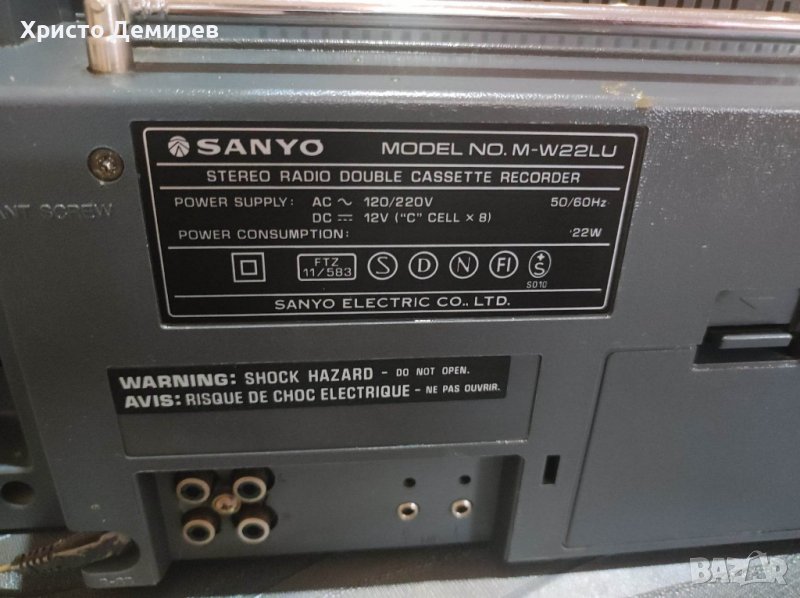 Христо Демирев
SANYO MODEL NO. M-W22LU
STEREO RADIO DOUBLE CASSETTE RECORDER
POWER SUPPLY: AC ~ 120/220V 50/60Hz
DC ⎓ 12V ("C" CELL × 8)
POWER CONSUMPTION: 22W
FTZ
11/583
S D N FI +S
S010
SANYO ELECTRIC CO., LTD.
ANT SCREW
WARNING: SHOCK HAZARD - DO NOT OPEN.
AVIS: RISQUE DE CHOC ELECTRIQUE - NE PAS OUVRIR.
BAZAR